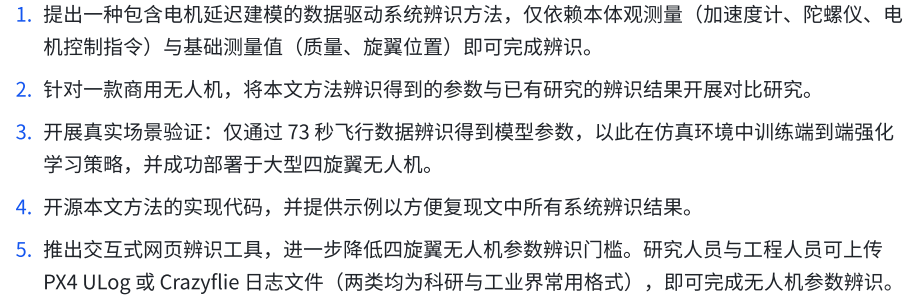 1. 提出一种包含电机延迟建模的数据驱动系统辨识方法，仅依赖本体观测量（加速度计、陀螺仪、电
机控制指令）与基础测量值（质量、旋翼位置）即可完成辨识。
2. 针对一款商用无人机，将本文方法辨识得到的参数与已有研究的辨识结果开展对比研究。
3. 开展真实场景验证：仅通过 73 秒飞行数据辨识得到模型参数，以此在仿真环境中训练端到端强化
学习策略，并成功部署于大型四旋翼无人机。
4. 开源本文方法的实现代码，并提供示例以方便复现文中所有系统辨识结果。
5. 推出交互式网页辨识工具，进一步降低四旋翼无人机参数辨识门槛。研究人员与工程人员可上传
PX4 ULog 或 Crazyflie 日志文件（两类均为科研与工业界常用格式），即可完成无人机参数辨识。